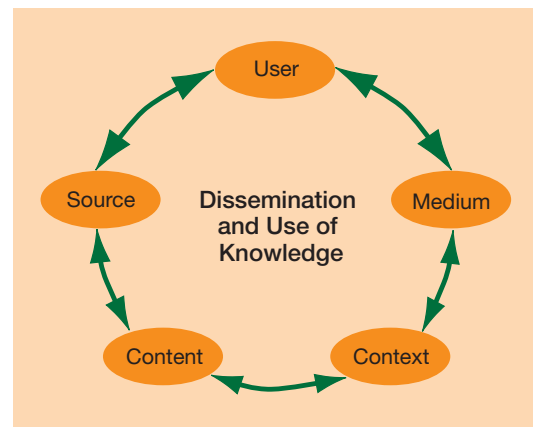 User
Source
Dissemination
and Use of
Knowledge
Medium
Content
Context